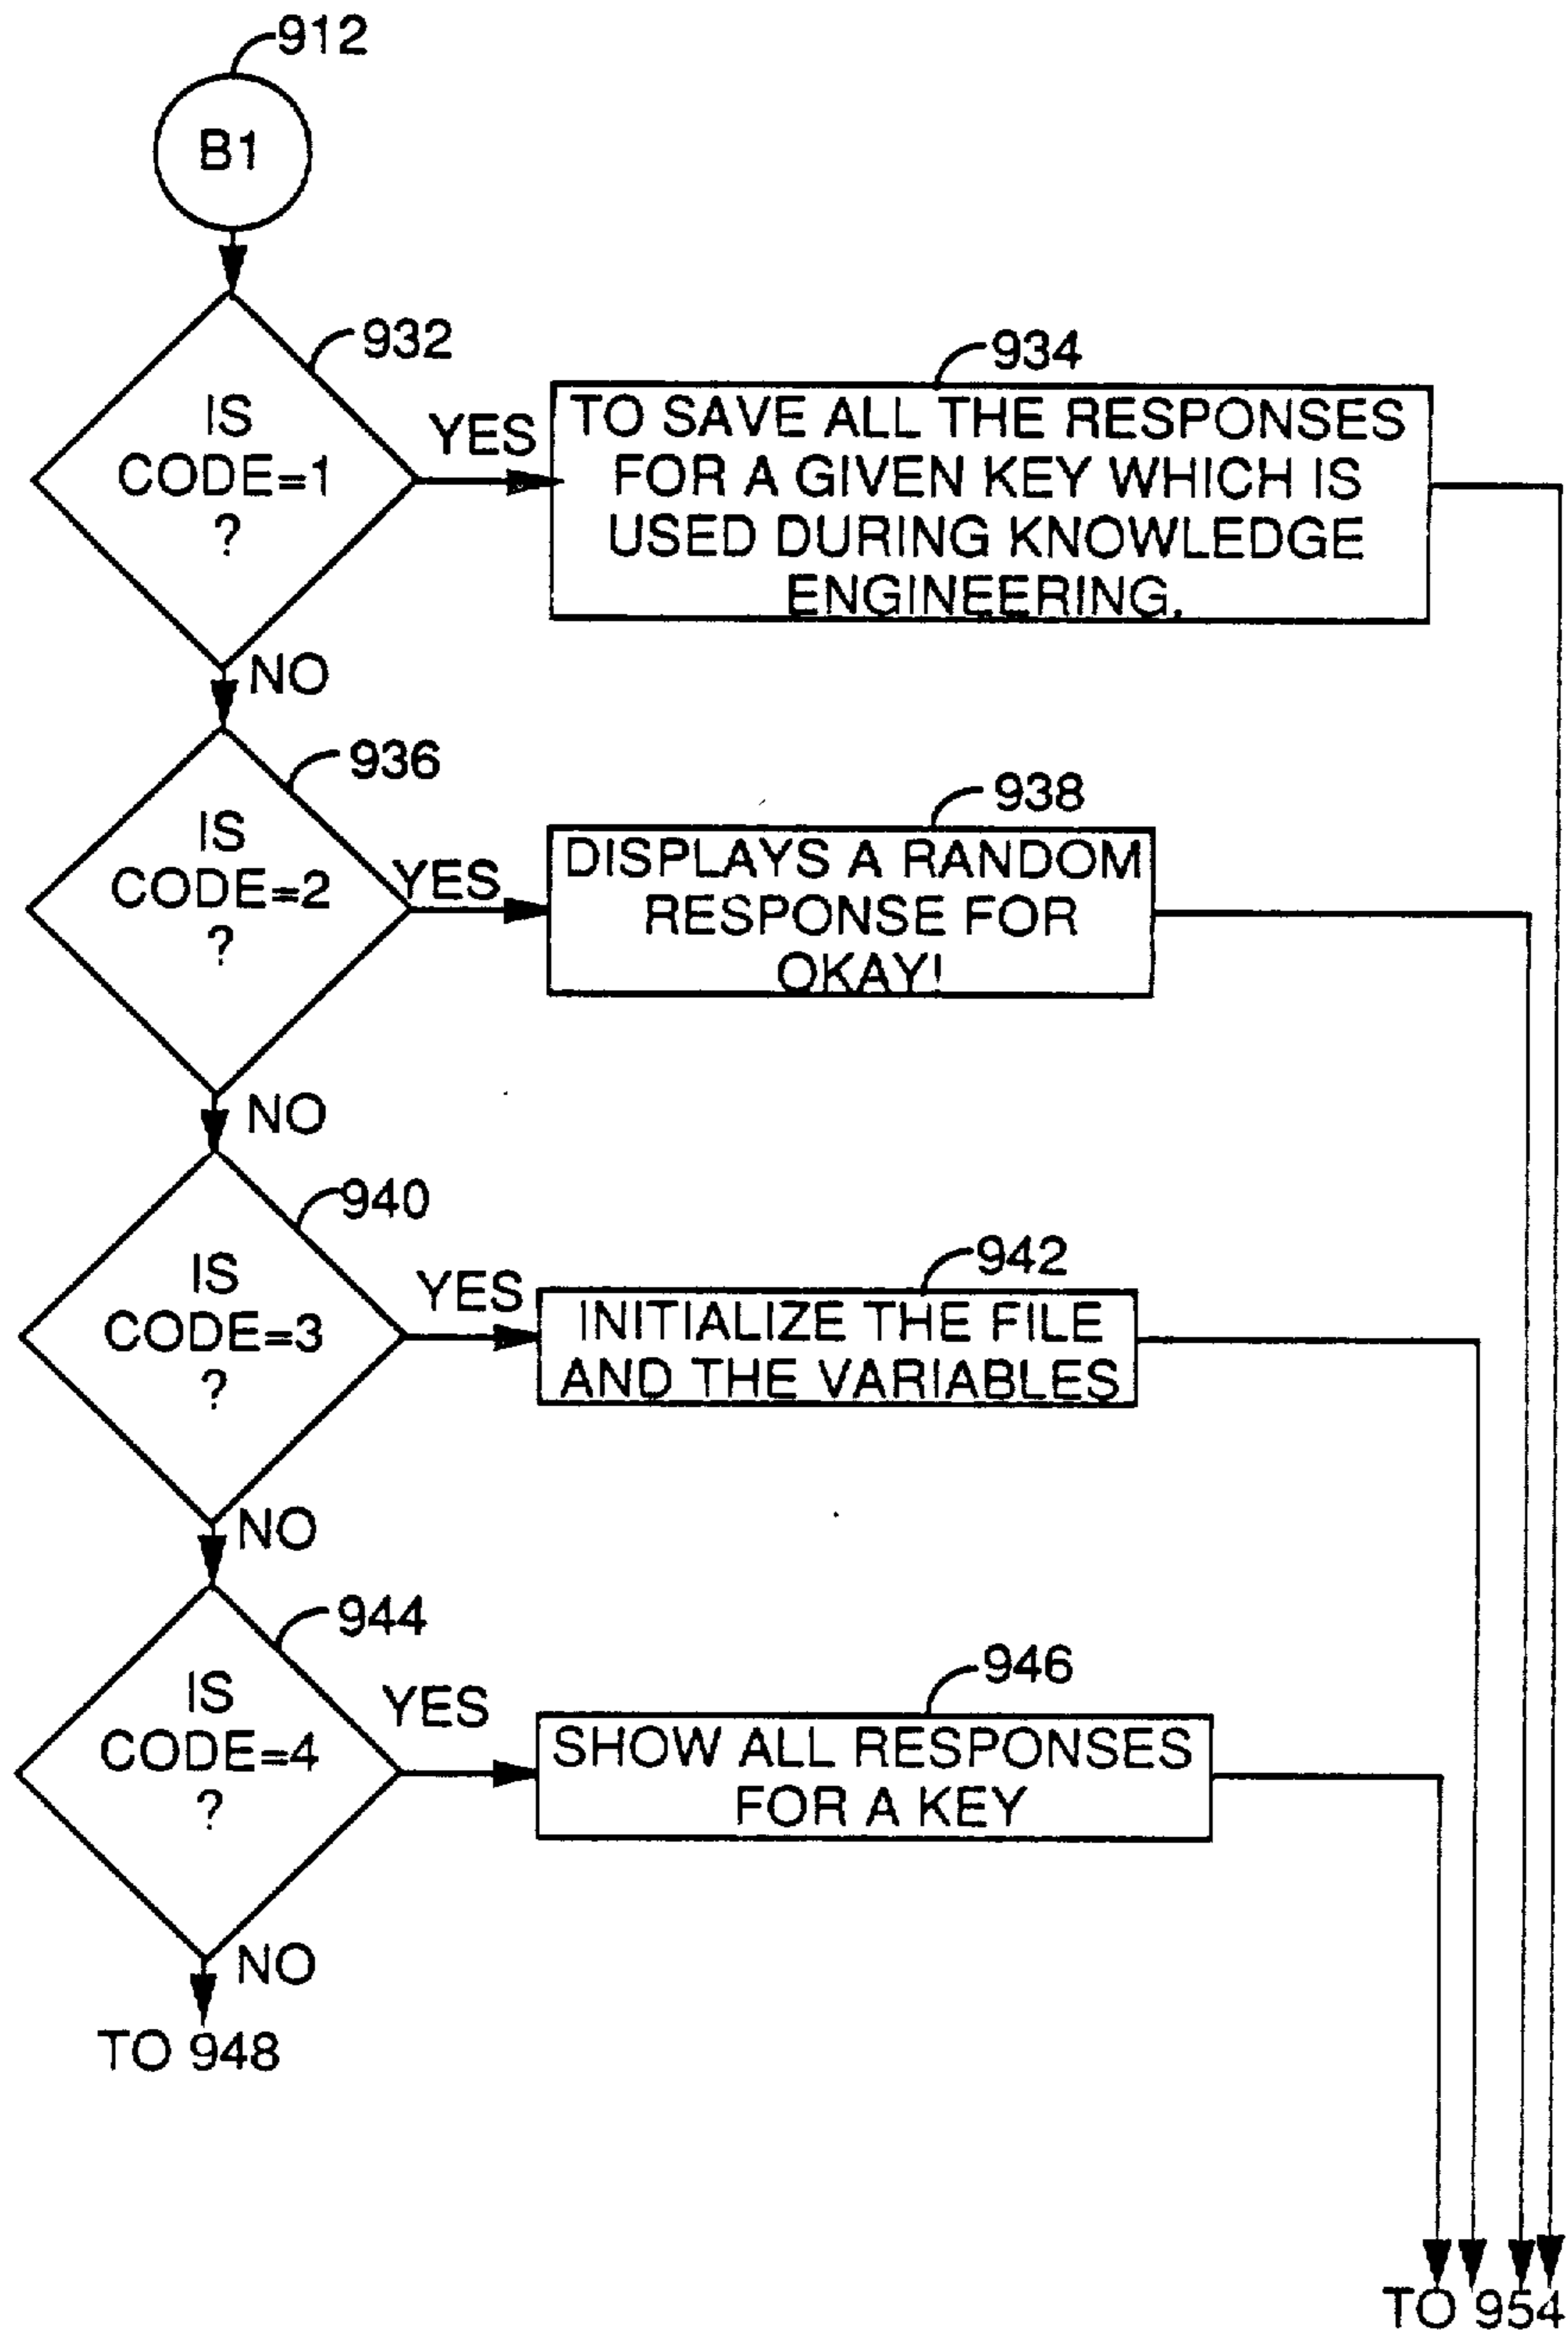 912
B1
932
IS
CODE=1
?
YES
934
TO SAVE ALL THE RESPONSES
FOR A GIVEN KEY WHICH IS
USED DURING KNOWLEDGE
ENGINEERING.
NO
936
IS
CODE=2
?
YES
938
DISPLAYS A RANDOM
RESPONSE FOR
OKAY!
NO
940
IS
CODE=3
?
YES
942
INITIALIZE THE FILE
AND THE VARIABLES
NO
944
IS
CODE=4
?
YES
946
SHOW ALL RESPONSES
FOR A KEY
NO
TO 948
TO 954